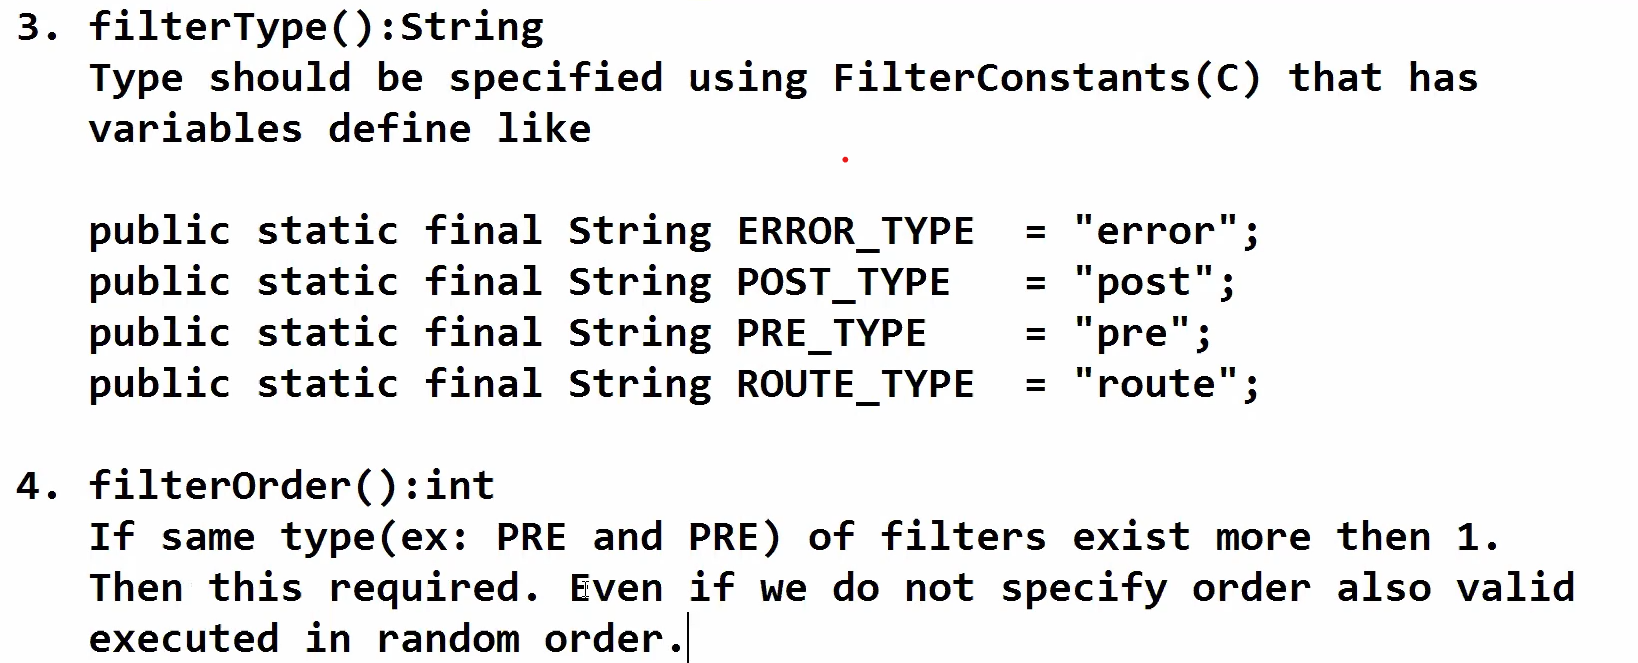 3. filterType():String
Type should be specified using FilterConstants(C) that has
variables define like
public static final String ERROR_TYPE  = "error";
public static final String POST_TYPE   = "post";
public static final String PRE_TYPE    = "pre";
public static final String ROUTE_TYPE  = "route";
4. filterOrder():int
If same type(ex: PRE and PRE) of filters exist more then 1.
Then this required. Even if we do not specify order also valid
executed in random order.